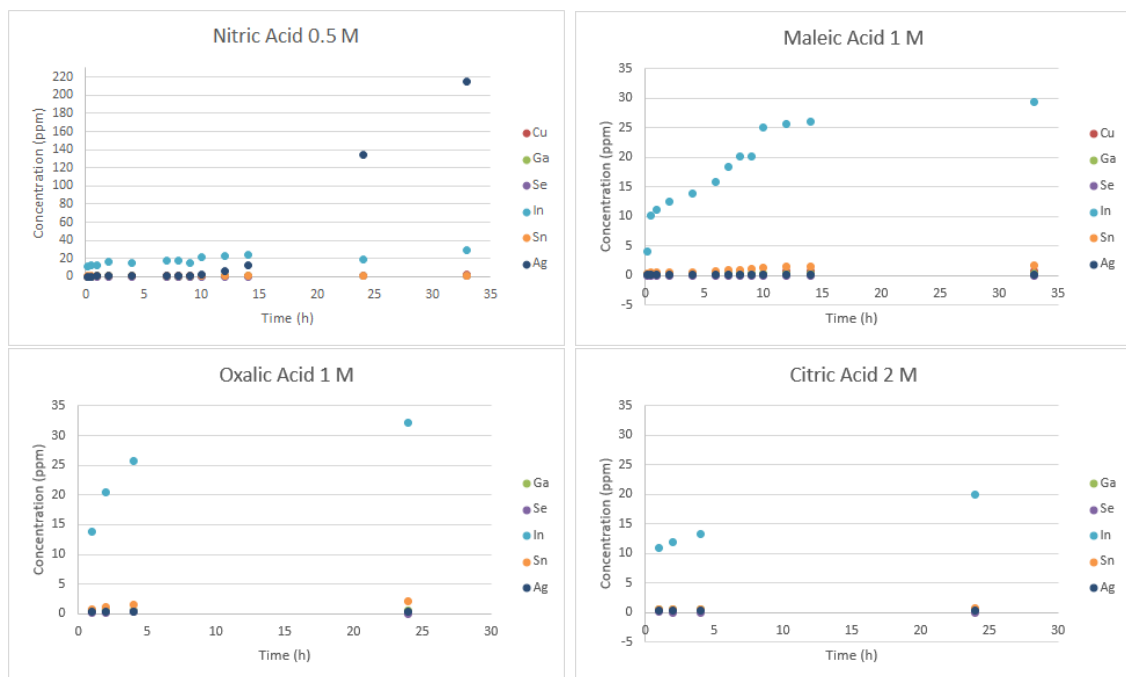 Nitric Acid 0.5 M
Concentration (ppm)
220
200
180
160
140
120
100
80
60
40
20
0
0 5 10 15 20 25 30 35
Time (h)
Cu
Ga
Se
In
Sn
Ag
Maleic Acid 1 M
Concentration (ppm)
35
30
25
20
15
10
5
0
-5
0 5 10 15 20 25 30 35
Time (h)
Cu
Ga
Se
In
Sn
Ag
Oxalic Acid 1 M
Concentration (ppm)
35
30
25
20
15
10
5
0
0 5 10 15 20 25 30
Time (h)
Ga
Se
In
Sn
Ag
Citric Acid 2 M
Concentration (ppm)
35
30
25
20
15
10
5
0
-5
0 5 10 15 20 25 30
Time (h)
Ga
Se
In
Sn
Ag